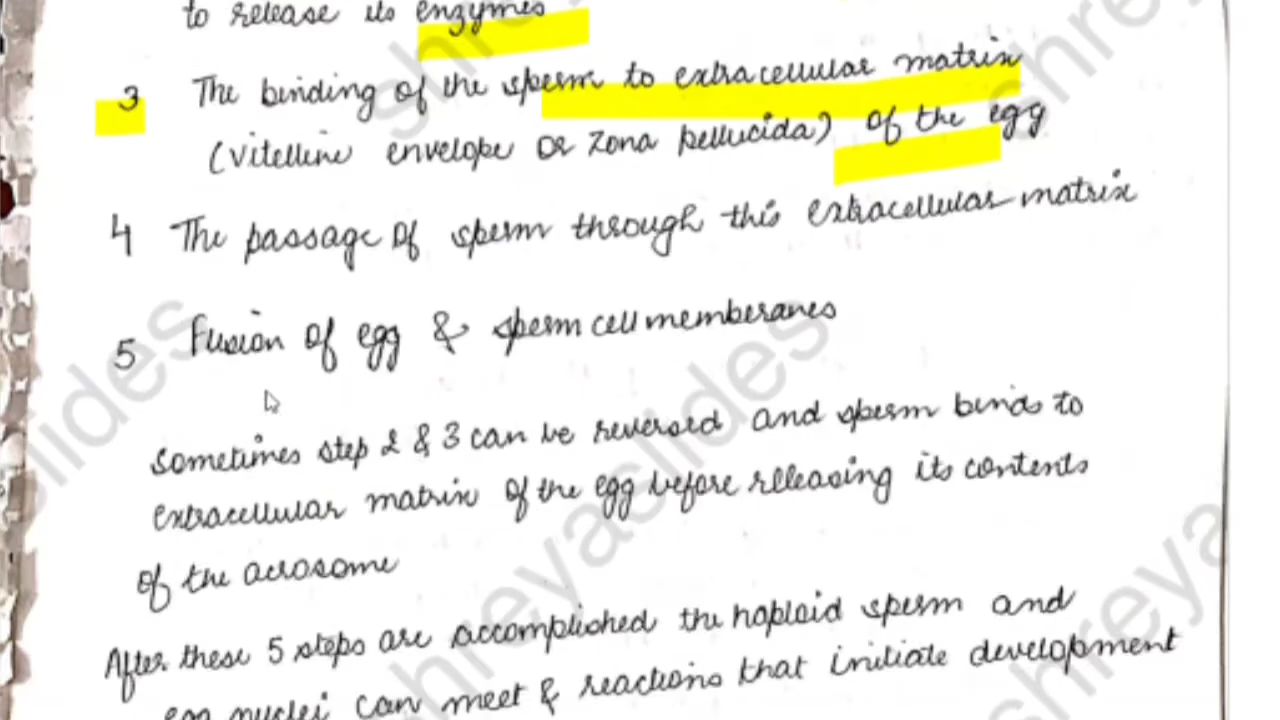 to release its enzymes
3 The binding of the sperm to extracellular matrix
(vitelline envelope or Zona pellucida) of the egg
4 The passage of sperm through this extracellular matrix
5 Fusion of egg & sperm cell memberanes
sometimes step 2 & 3 can be reversed and sperm binds to
extracellular matrix of the egg before releasing its contents
of the acrosome
After these 5 steps are accomplished the haploid sperm and
egg nuclei can meet & reactions that initiate development
shreyaslides